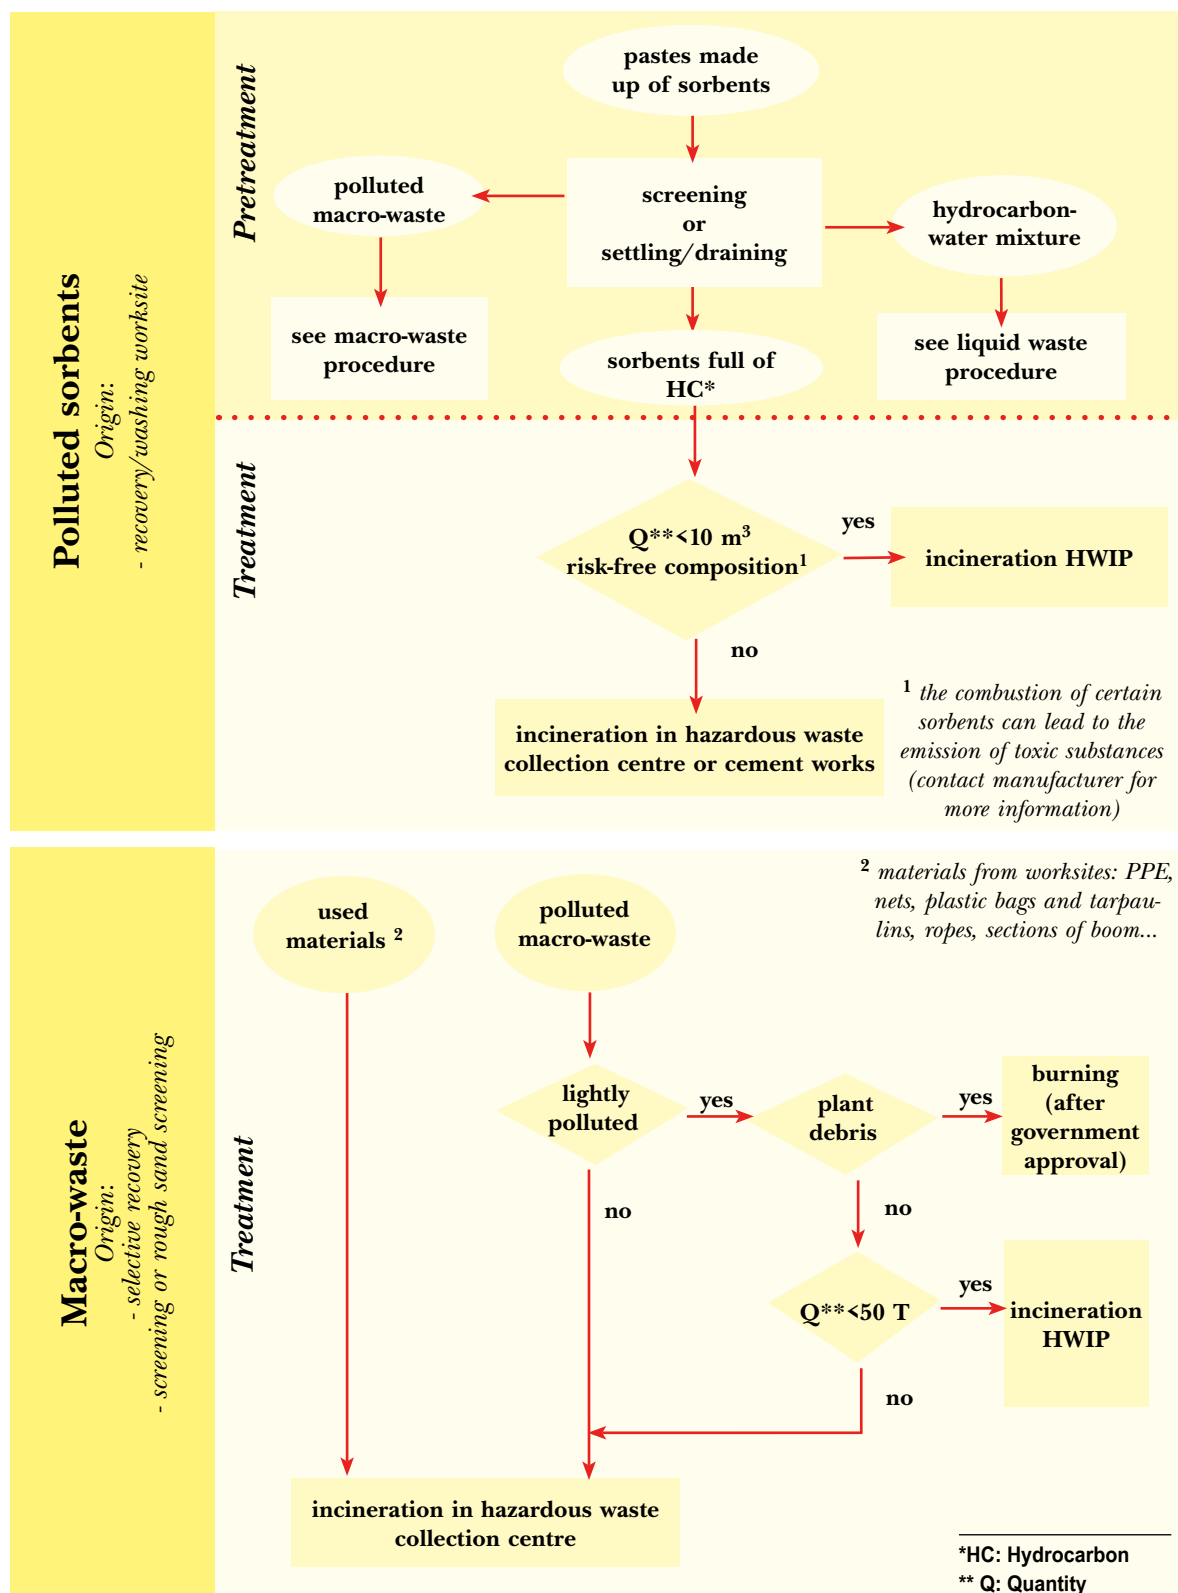 Polluted sorbents
Origin:
- recovery/washing worksite
Pretreatment
pastes made
up of sorbents
polluted
macro-waste
screening
or
settling/draining
hydrocarbon-
water mixture
see macro-waste
procedure
sorbents full of
HC*
see liquid waste
procedure
Treatment
Q**<10 m³
risk-free composition¹
yes
incineration HWIP
no
incineration in hazardous waste
collection centre or cement works
¹ the combustion of certain
sorbents can lead to the
emission of toxic substances
(contact manufacturer for
more information)
Macro-waste
Origin:
- selective recovery
- screening or rough sand screening
Treatment
² materials from worksites: PPE,
nets, plastic bags and tarpau-
lins, ropes, sections of boom...
used
materials ²
polluted
macro-waste
lightly
polluted
yes
plant
debris
yes
burning
(after
government
approval)
no
no
Q**<50 T
yes
incineration
HWIP
no
incineration in hazardous waste
collection centre
*HC: Hydrocarbon
** Q: Quantity